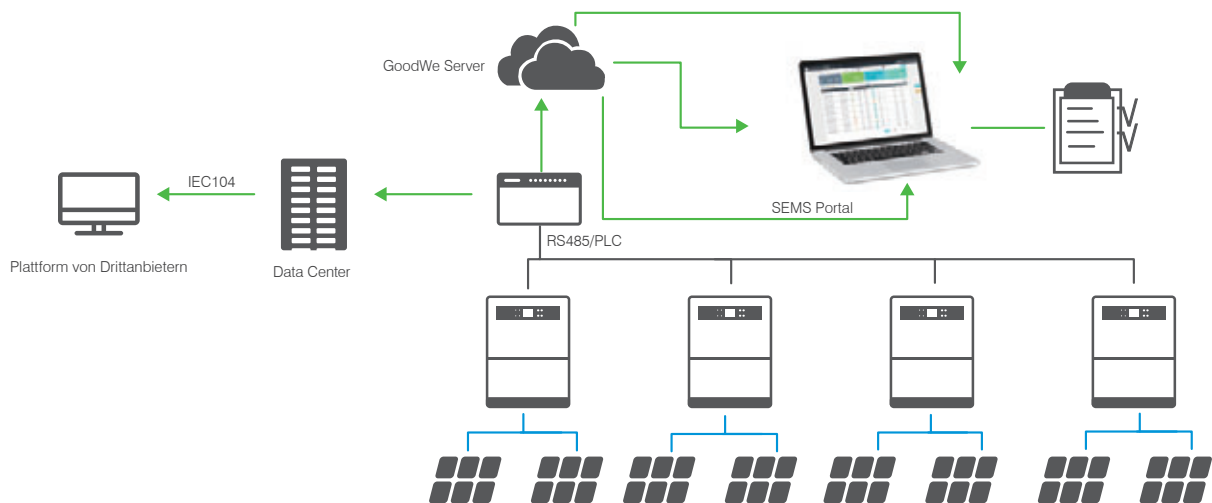 GoodWe Server
IEC104
SEMS Portal
RS485/PLC
Plattform von Drittanbietern
Data Center